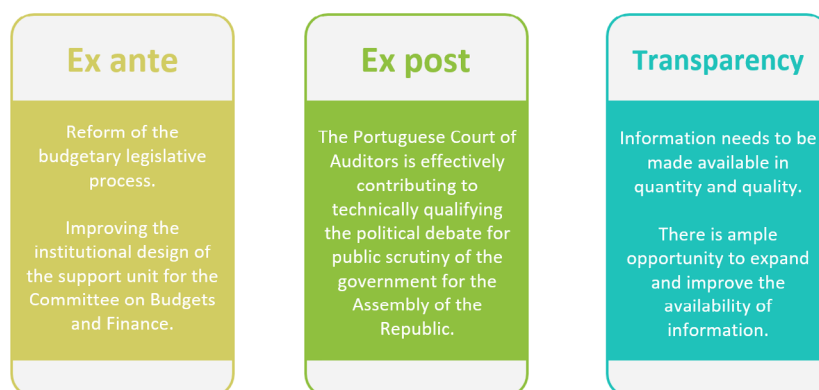 Ex ante
Reform of the
budgetary legislative
process.
Improving the
institutional design of
the support unit for the
Committee on Budgets
and Finance.
Ex post
The Portuguese Court of
Auditors is effectively
contributing to
technically qualifying
the political debate for
public scrutiny of the
government for the
Assembly of the
Republic.
Transparency
Information needs to be
made available in
quantity and quality.
There is ample
opportunity to expand
and improve the
availability of
information.